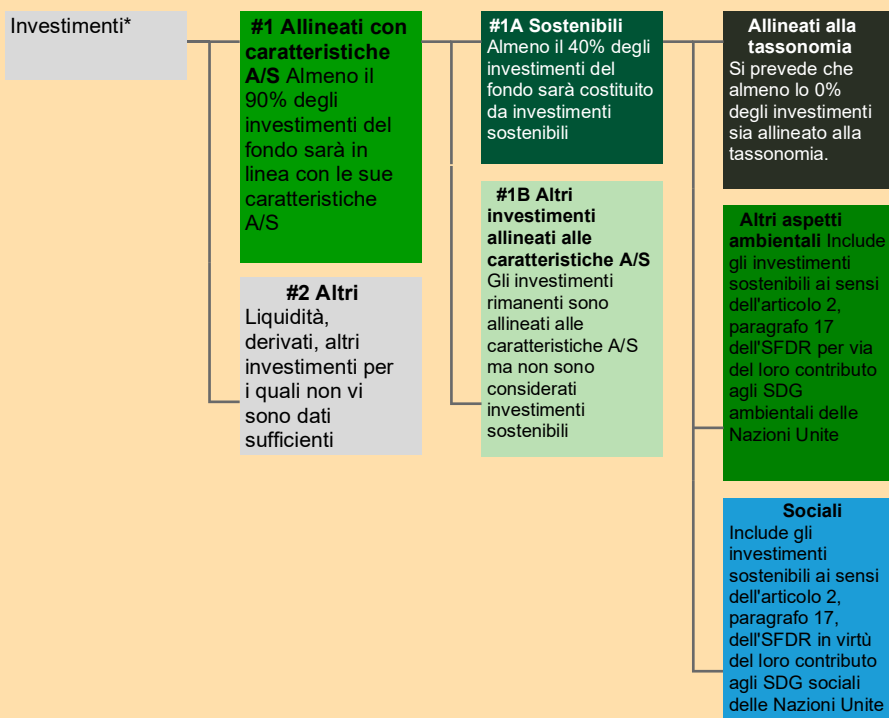 Investimenti*
#1 Allineati con
caratteristiche
A/S Almeno il
90% degli
investimenti del
fondo sarà in
linea con le sue
caratteristiche
A/S
#2 Altri
Liquidità,
derivati, altri
investimenti per
i quali non vi
sono dati
sufficienti
#1A Sostenibili
Almeno il 40% degli
investimenti del
fondo sarà costituito
da investimenti
sostenibili
#1B Altri
investimenti
allineati alle
caratteristiche A/S
Gli investimenti
rimanenti sono
allineati alle
caratteristiche A/S
ma non sono
considerati
investimenti
sostenibili
Allineati alla
tassonomia
Si prevede che
almeno lo 0%
degli investimenti
sia allineato alla
tassonomia.
Altri aspetti
ambientali Include
gli investimenti
sostenibili ai sensi
dell'articolo 2,
paragrafo 17
dell'SFDR per via
del loro contributo
agli SDG
ambientali delle
Nazioni Unite
Sociali
Include gli
investimenti
sostenibili ai sensi
dell'articolo 2,
paragrafo 17,
dell'SFDR in virtù
del loro contributo
agli SDG sociali
delle Nazioni Unite